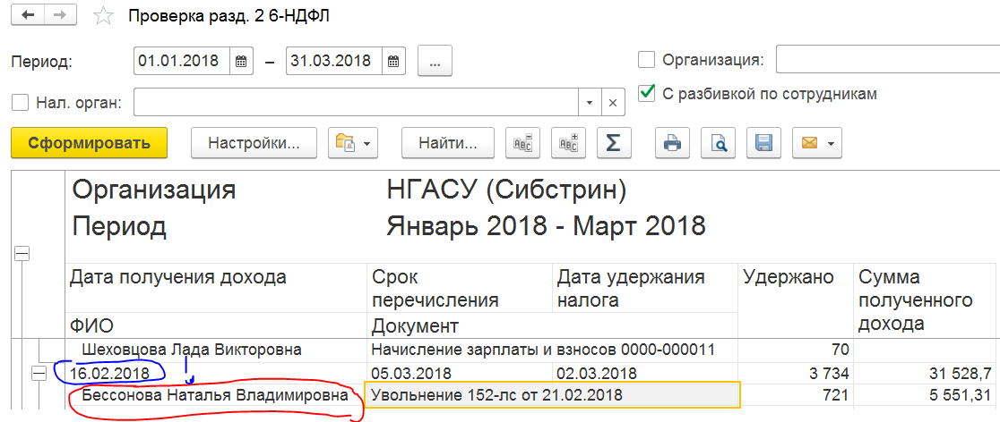 Проверка разд. 2 6-НДФЛ
Период: 01.01.2018 – 31.03.2018 ... Организация:
Нал. орган: С разбивкой по сотрудникам
Сформировать Настройки... Найти... ABC ABC Σ
Организация НГАСУ (Сибстрин)
Период Январь 2018 - Март 2018
Дата получения дохода Срок перечисления Дата удержания налога Удержано Сумма полученного дохода
ФИО Документ
Шеховцова Лада Викторовна Начисление зарплаты и взносов 0000-000011 70
16.02.2018 05.03.2018 02.03.2018 3 734 31 528,7
Бессонова Наталья Владимировна Увольнение 152-лс от 21.02.2018 721 5 551,31